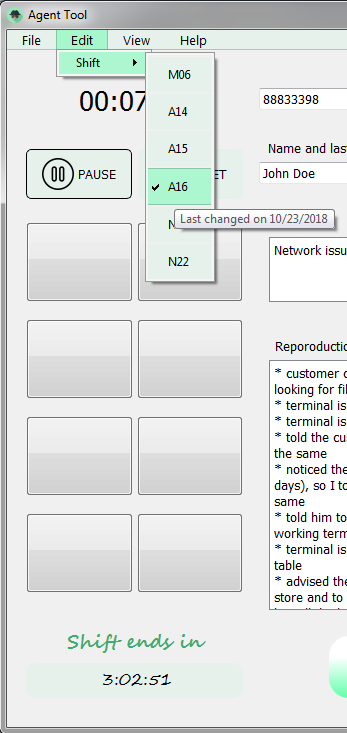 Agent Tool
File Edit View Help
Shift
M06
00:07
88833398
A14
A15
Name and last
PAUSE
A16
ET
John Doe
Last changed on 10/23/2018
N22
Network issu
Reporoductio
* customer c
looking for fil
* terminal is
* terminal is
* told the cu
the same
* noticed the
days), so I to
same
* told him to
working term
* terminal is
table
* advised the
store and to
Shift ends in
3:02:51